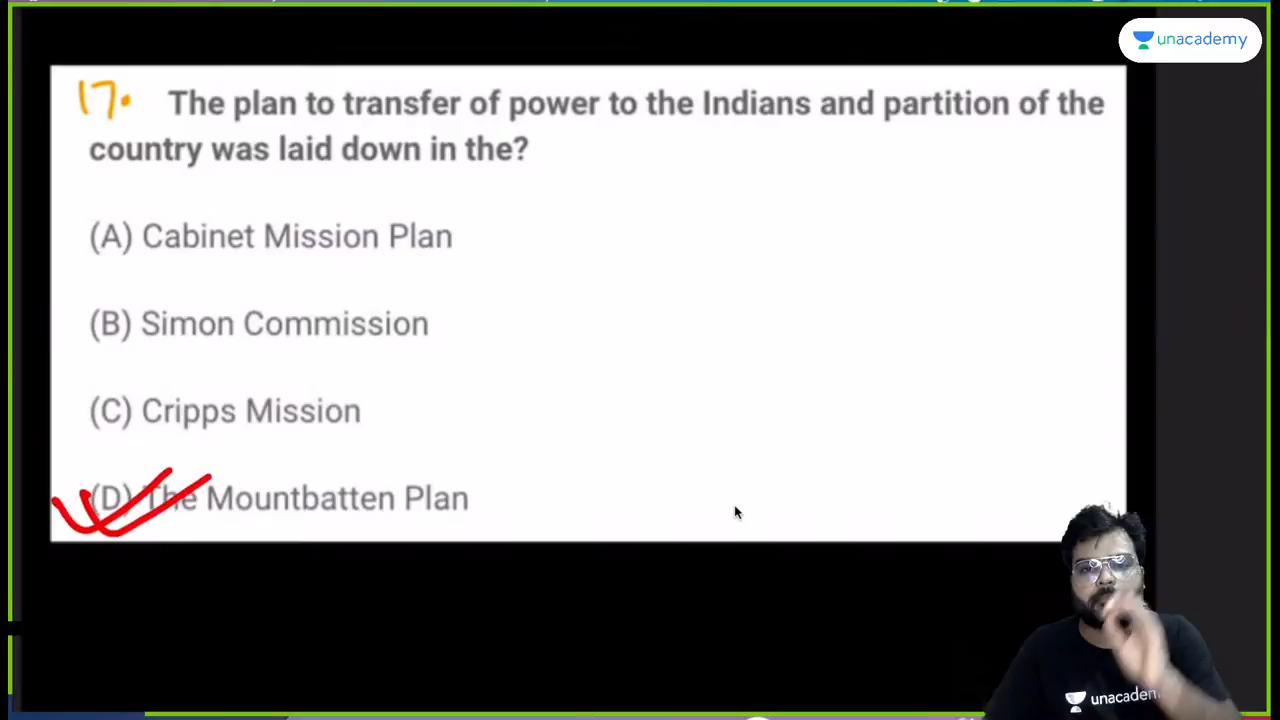 unacademy
17. The plan to transfer of power to the Indians and partition of the
country was laid down in the?
(A) Cabinet Mission Plan
(B) Simon Commission
(C) Cripps Mission
(D) The Mountbatten Plan
unacademy